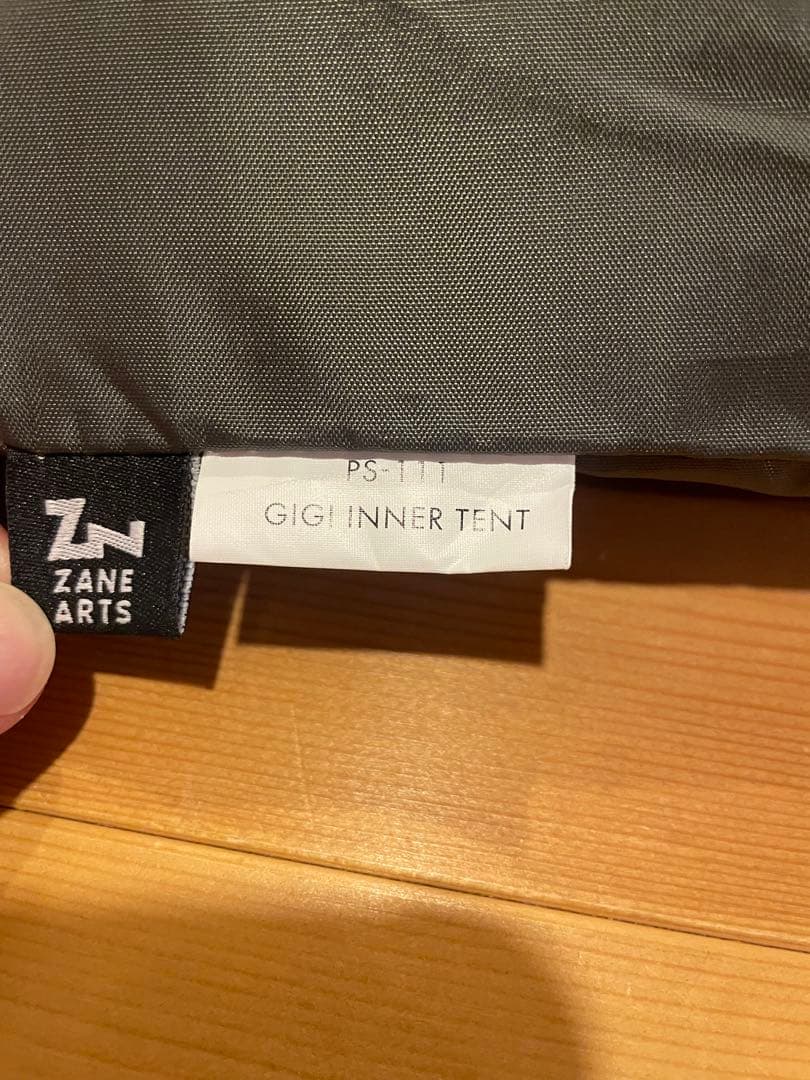 ZN
ZANE
ARTS
PS-111
GIGI INNER TENT